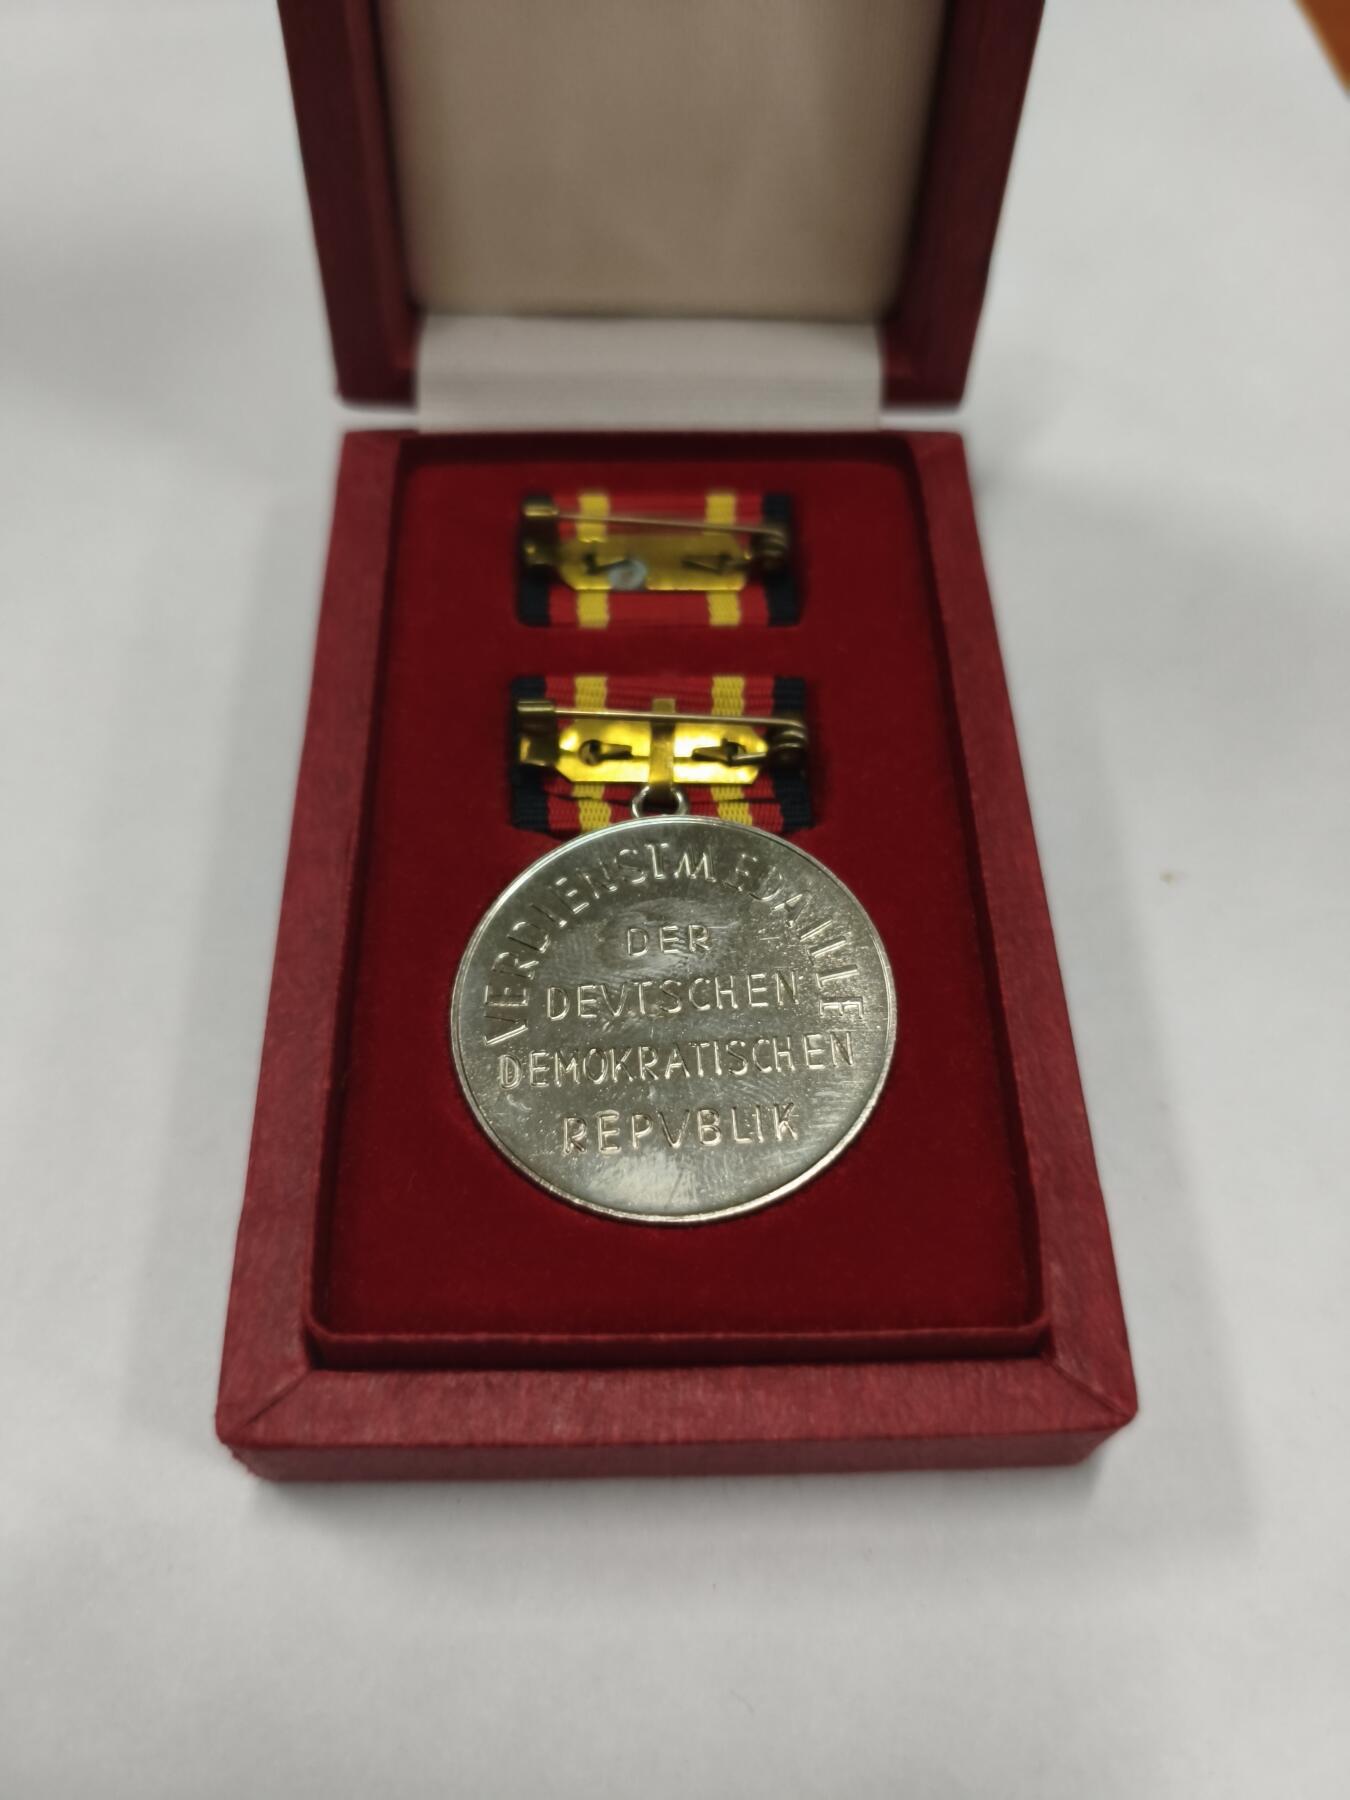 VERDIENSTMEDAILLE
DER
DEVTSCHEN
DEMOKRATISCHEN
REPVBLIK